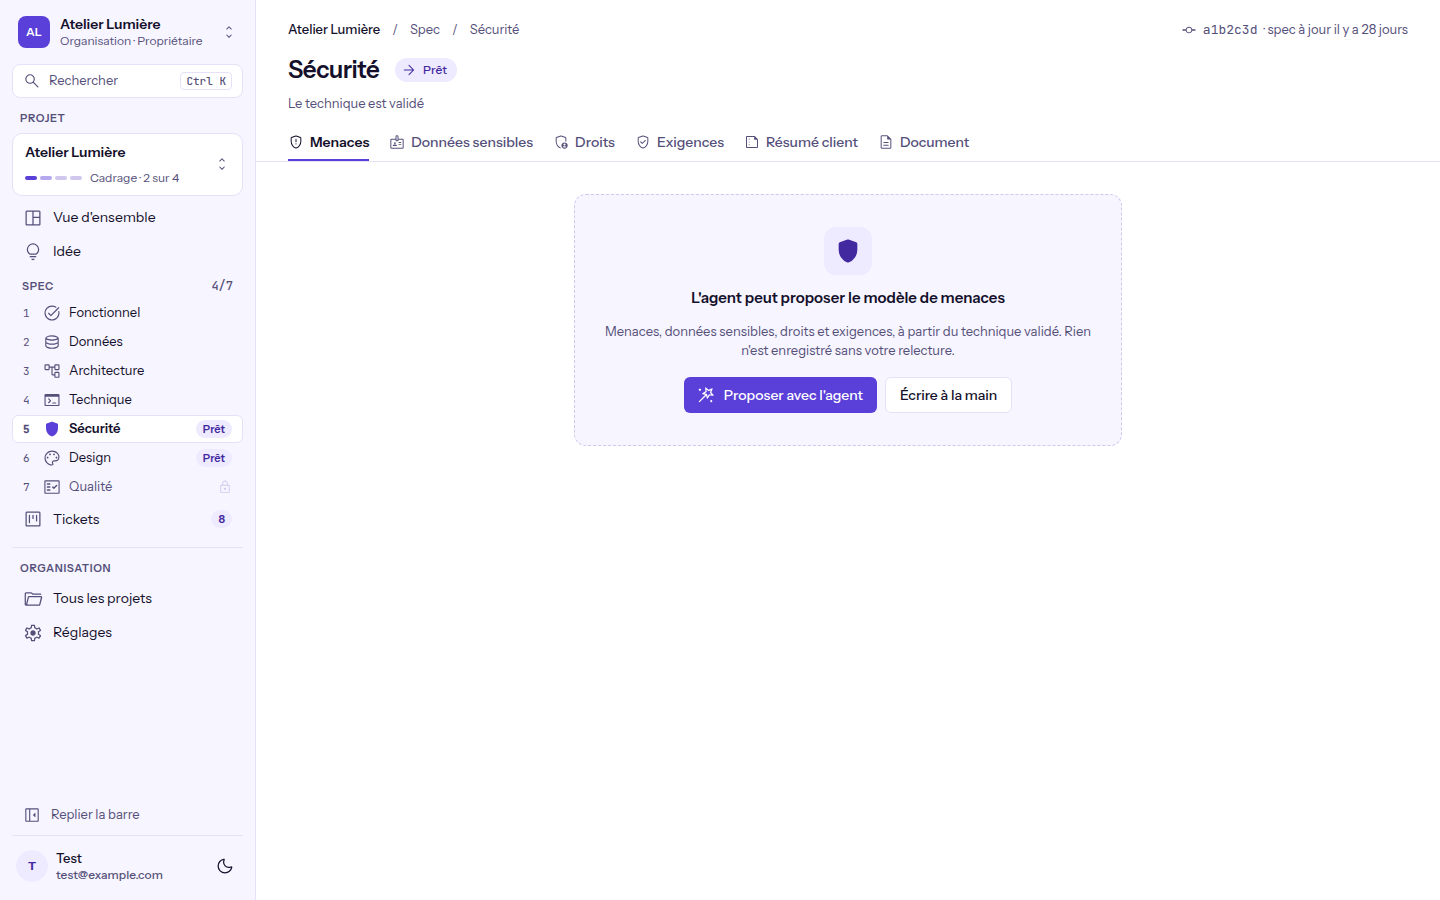 AL
Atelier Lumière
Organisation · Propriétaire
Rechercher
Ctrl K
PROJET
Atelier Lumière
Cadrage · 2 sur 4
Vue d'ensemble
Idée
SPEC 4/7
1 Fonctionnel
2 Données
3 Architecture
4 Technique
5 Sécurité Prêt
6 Design Prêt
7 Qualité
Tickets 8
ORGANISATION
Tous les projets
Réglages
Replier la barre
T
Test
test@example.com
Atelier Lumière / Spec / Sécurité
a1b2c3d · spec à jour il y a 28 jours
Sécurité
Prêt
Le technique est validé
Menaces Données sensibles Droits Exigences Résumé client Document
L'agent peut proposer le modèle de menaces
Menaces, données sensibles, droits et exigences, à partir du technique validé. Rien
n'est enregistré sans votre relecture.
Proposer avec l'agent
Écrire à la main